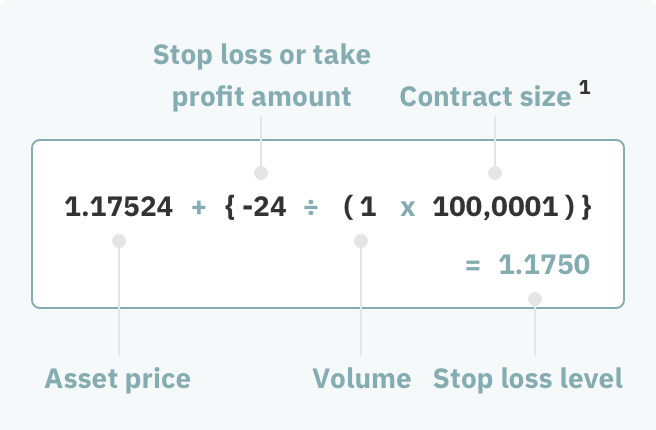 Stop loss or take
profit amount
Contract size 1
1.17524 + { -24 ÷ ( 1 x 100,0001 ) }
= 1.1750
Asset price
Volume
Stop loss level